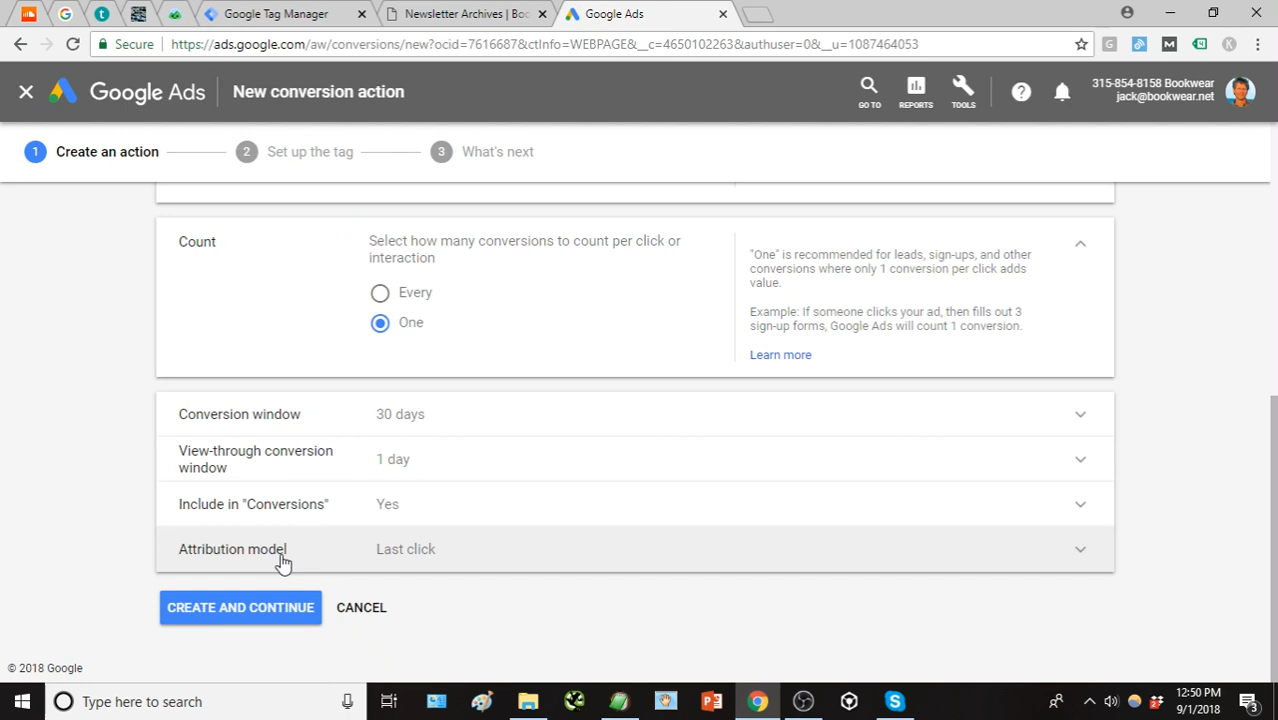 Google Tag Manager
Newsletter Archives | Boo
Google Ads
Secure
https://ads.google.com/aw/conversions/new?ocid=7616687&ctInfo=WEBPAGE&__c=4650102263&authuser=0&__u=1087464053
Google Ads
New conversion action
GO TO
REPORTS
TOOLS
315-854-8158 Bookwear
jack@bookwear.net
1 Create an action
2 Set up the tag
3 What's next
Count
Select how many conversions to count per click or
interaction
Every
One
"One" is recommended for leads, sign-ups, and other
conversions where only 1 conversion per click adds
value.
Example: If someone clicks your ad, then fills out 3
sign-up forms, Google Ads will count 1 conversion.
Learn more
Conversion window 30 days
View-through conversion
window
1 day
Include in "Conversions" Yes
Attribution model Last click
CREATE AND CONTINUE
CANCEL
© 2018 Google
Type here to search
12:50 PM
9/1/2018
3